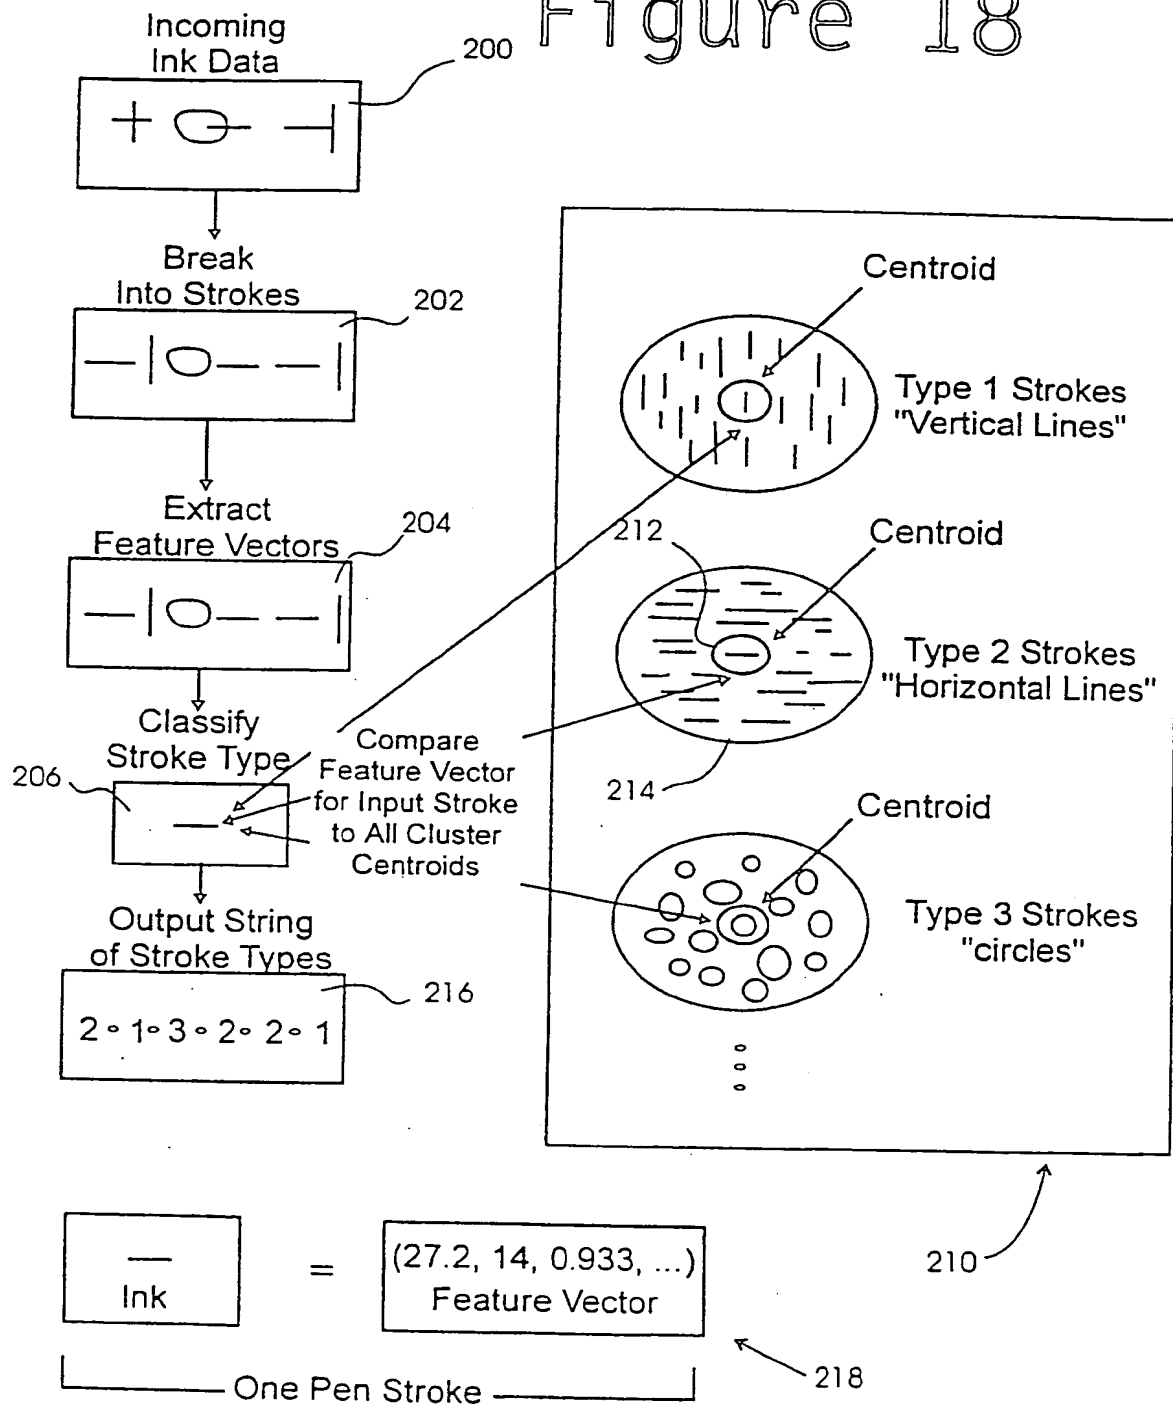 Figure 18
Incoming
Ink Data
200
Break
Into Strokes
202
Extract
Feature Vectors
204
Classify
Stroke Type
206
Compare
Feature Vector
for Input Stroke
to All Cluster
Centroids
Output String
of Stroke Types
216
2 ∘ 1 ∘ 3 ∘ 2 ∘ 2 ∘ 1
Centroid
Type 1 Strokes
"Vertical Lines"
212
Centroid
Type 2 Strokes
"Horizontal Lines"
214
Centroid
Type 3 Strokes
"circles"
210
Ink
=
(27.2, 14, 0.933, ...)
Feature Vector
218
One Pen Stroke